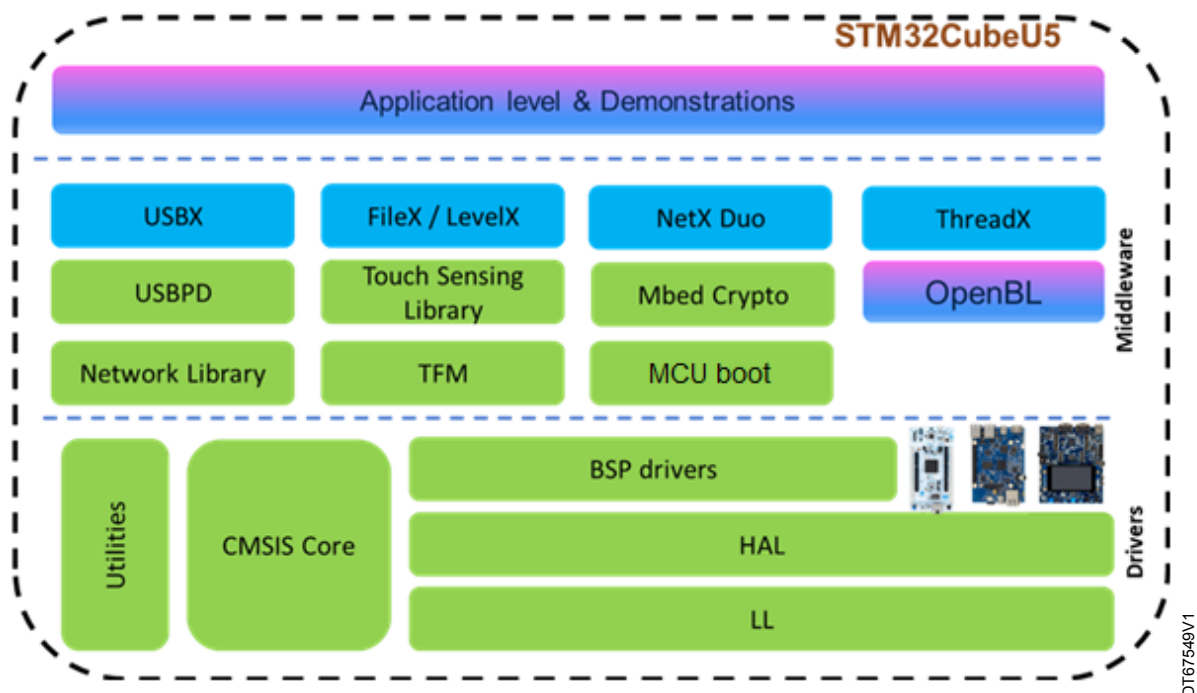 STM32CubeU5
Application level & Demonstrations
USBX
FileX / LevelX
NetX Duo
ThreadX
USBPD
Touch Sensing
Library
Mbed Crypto
OpenBL
Network Library
TFM
MCU boot
Middleware
Utilities
CMSIS Core
BSP drivers
HAL
LL
Drivers
DT67549V1